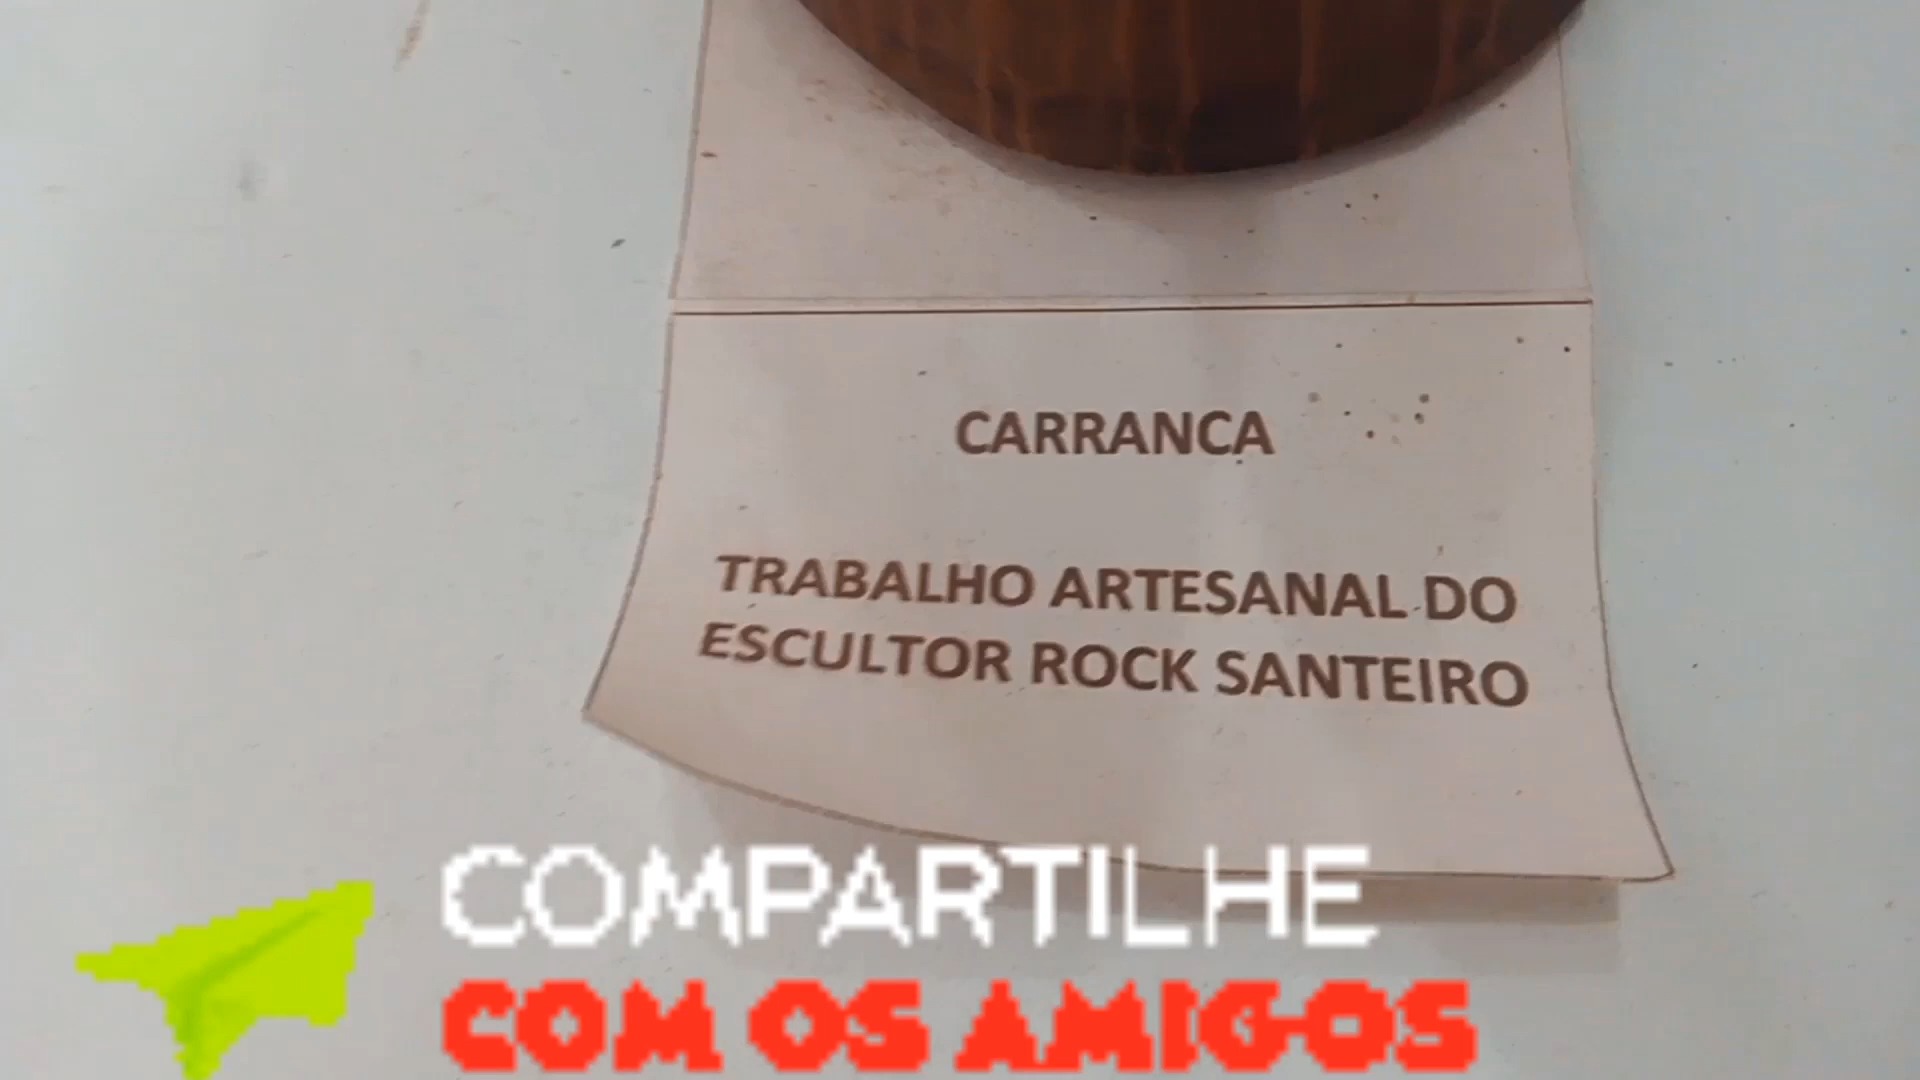 CARRANCA
TRABALHO ARTESANAL DO
ESCULTOR ROCK SANTEIRO
COMPARTILHE
COM OS AMIGOS